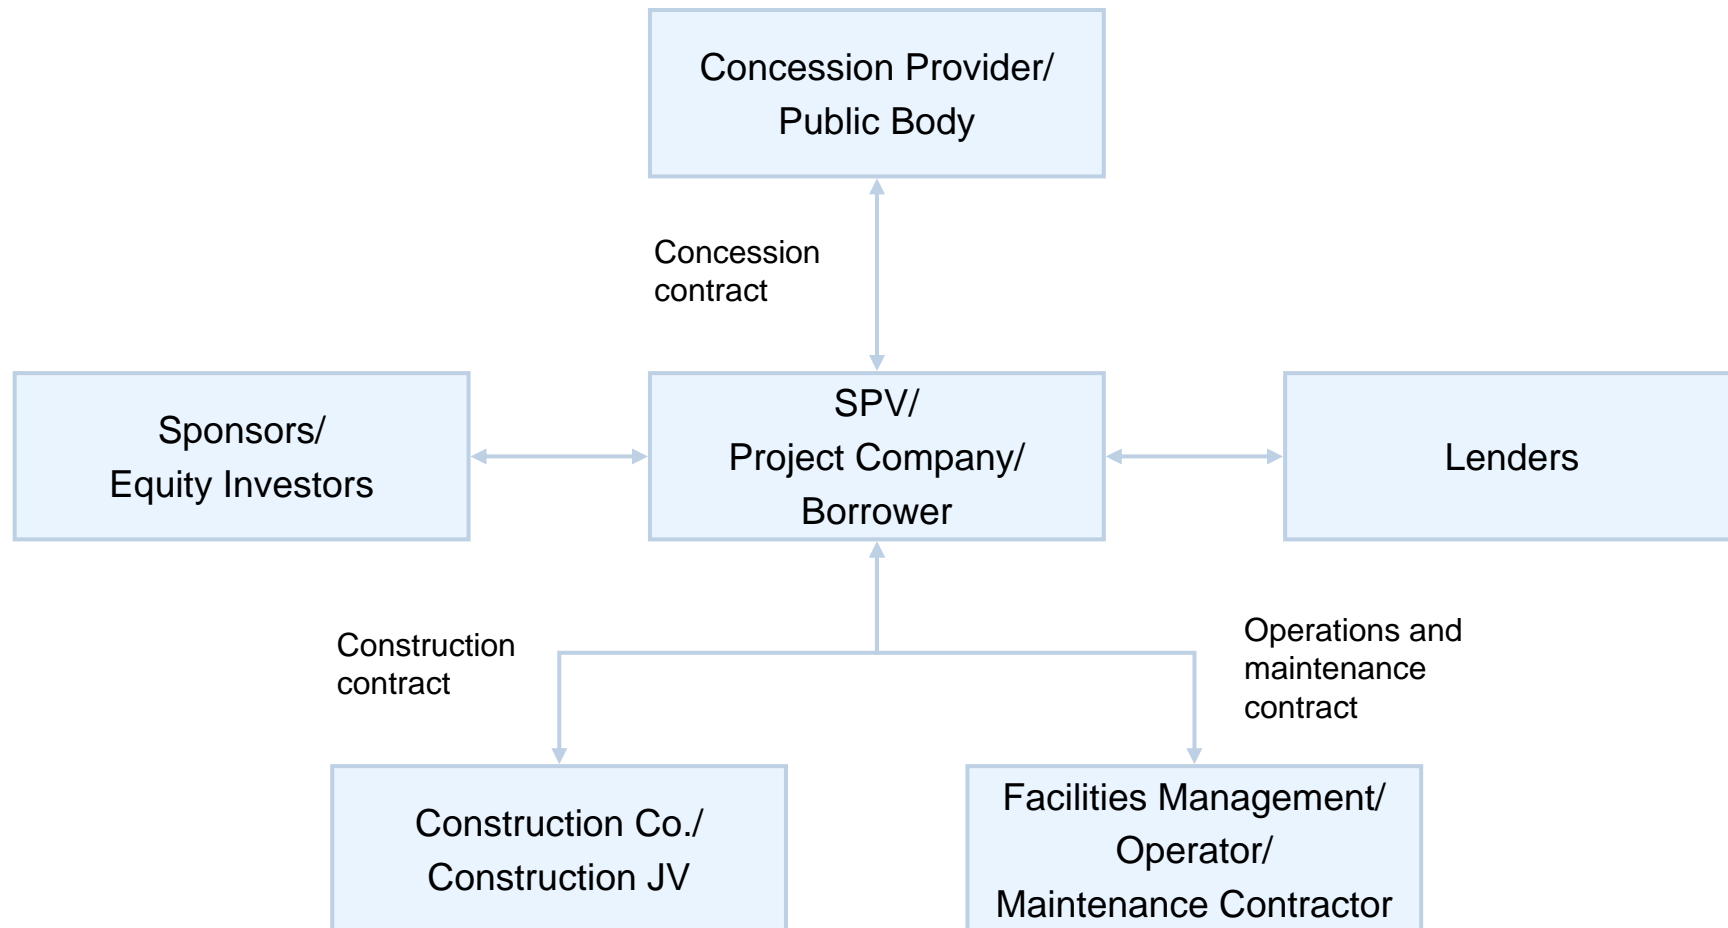 Concession Provider/
Public Body
Concession
contract
Sponsors/
Equity Investors
SPV/
Project Company/
Borrower
Lenders
Construction
contract
Operations and
maintenance
contract
Construction Co./
Construction JV
Facilities Management/
Operator/
Maintenance Contractor